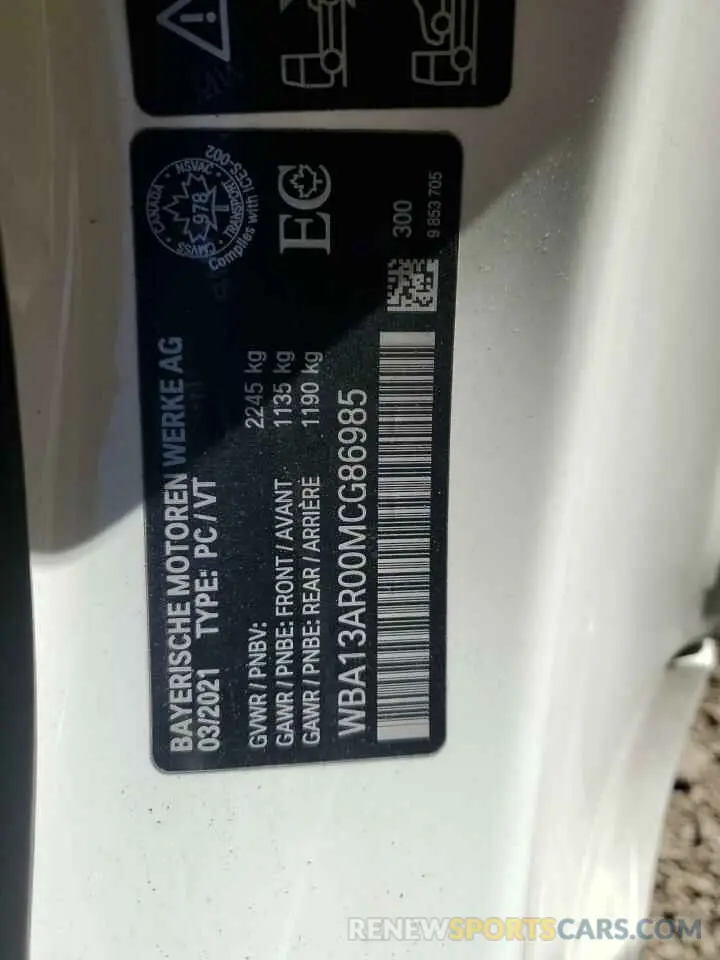 BAYERISCHE MOTOREN WERKE AG
03/2021 TYPE: PC/VT
GVWR / PNBV: 2245 kg
GAWR / PNBE: FRONT / AVANT 1135 kg
GAWR / PNBE: REAR / ARRIÈRE 1190 kg
WBA13AR00MCG86985
CANADA
NSVAC
TRANSPORT
CMVSS
978
Complies with ICES-002
EC
300
9 853 705
RENEWSPORTSCARS.COM